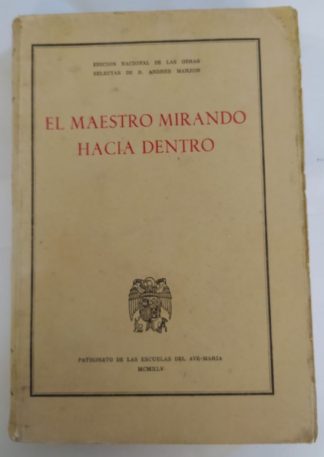 EDICION NACIONAL DE LAS OBRAS
SELECTAS DE D. ANDRES MANJON
EL MAESTRO MIRANDO
HACIA DENTRO
PATRONATO DE LAS ESCUELAS DEL AVE-MARIA
MCMXLV